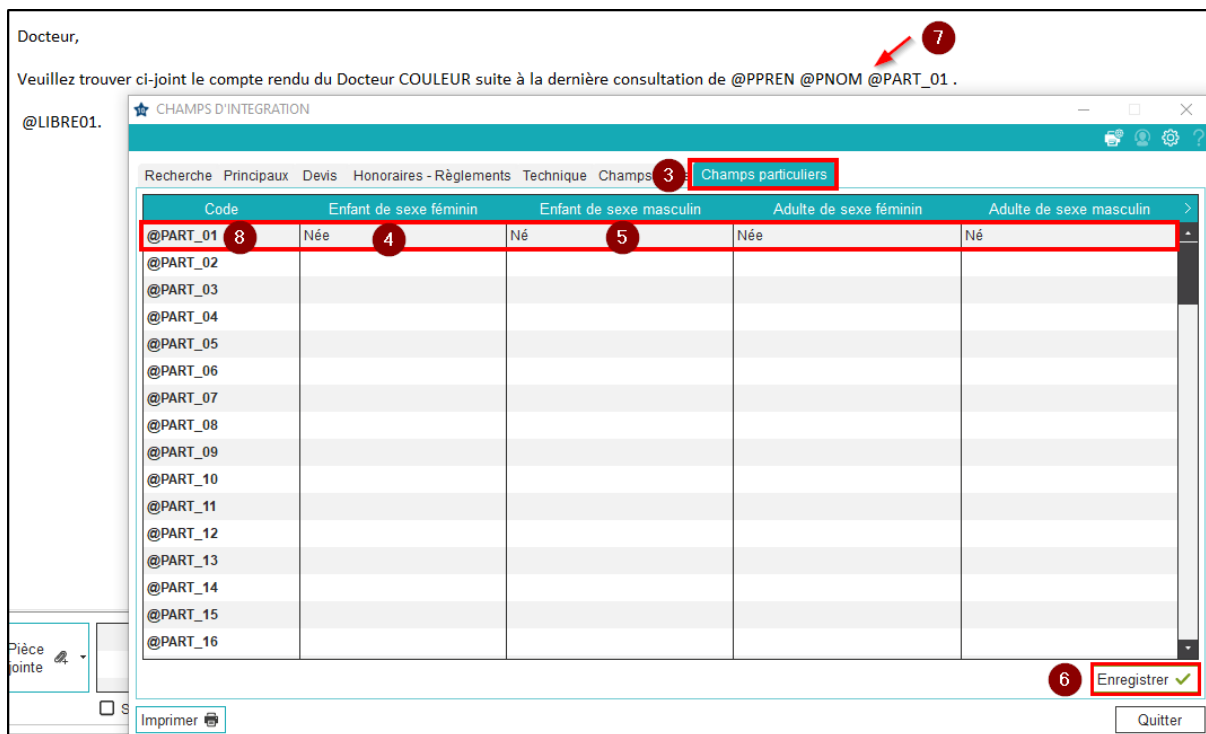 Docteur,
7
Veuillez trouver ci-joint le compte rendu du Docteur COULEUR suite à la dernière consultation de @PPREN @PNOM @PART_01 .
@LIBRE01.
CHAMPS D'INTEGRATION
?
Recherche Principaux Devis Honoraires - Règlements Technique Champs 3 Champs particuliers
Code Enfant de sexe féminin Enfant de sexe masculin Adulte de sexe féminin Adulte de sexe masculin
@PART_01 8 Née 4 Né 5 Née Né
@PART_02
@PART_03
@PART_04
@PART_05
@PART_06
@PART_07
@PART_08
@PART_09
@PART_10
@PART_11
@PART_12
@PART_13
@PART_14
@PART_15
@PART_16
Pièce
jointe
6 Enregistrer
S
Imprimer Quitter